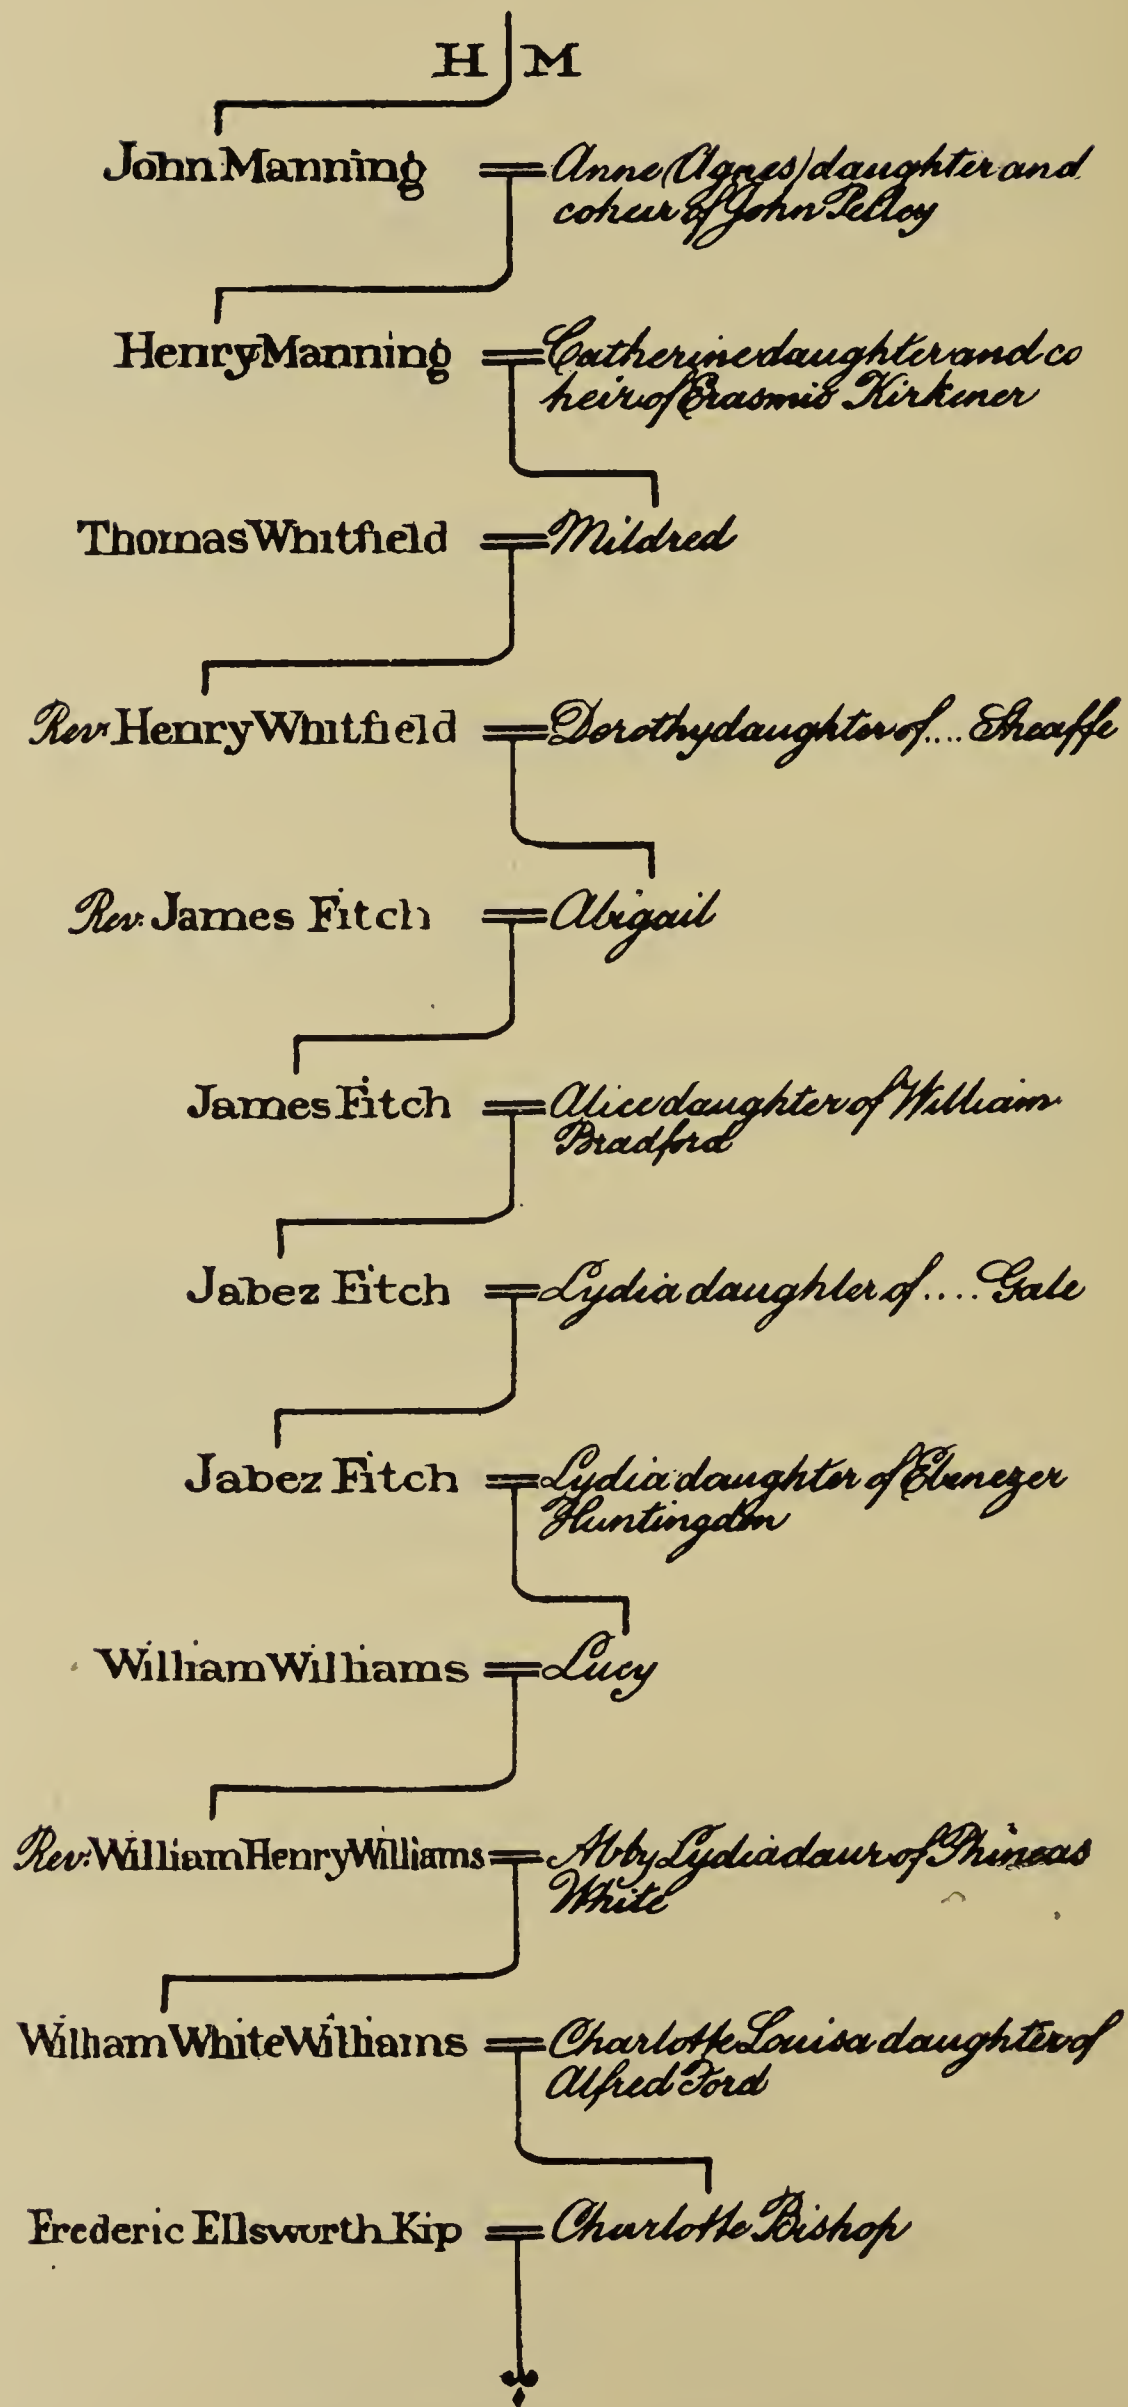 H M
John Manning = Anne (Agnes) daughter and
coheir of John Pelloy
Henry Manning = Catherine daughter and co
heir of Erasmis Kirkener
Thomas Whitfield = Mildred
Rev: Henry Whitfield = Dorothy daughter of .... Sheaffe
Rev: James Fitch = Abigail
James Fitch = Alice daughter of William
Bradford
Jabez Fitch = Lydia daughter of .... Gale
Jabez Fitch = Lydia daughter of Ebenezer
Huntingdon
William Williams = Lucy
Rev: William Henry Williams = Abby Lydia daur of Phineas
White
William White Williams = Charlotte Louisa daughter of
Alfred Ford
Frederic Ellsworth Kip = Charlotte Bishop